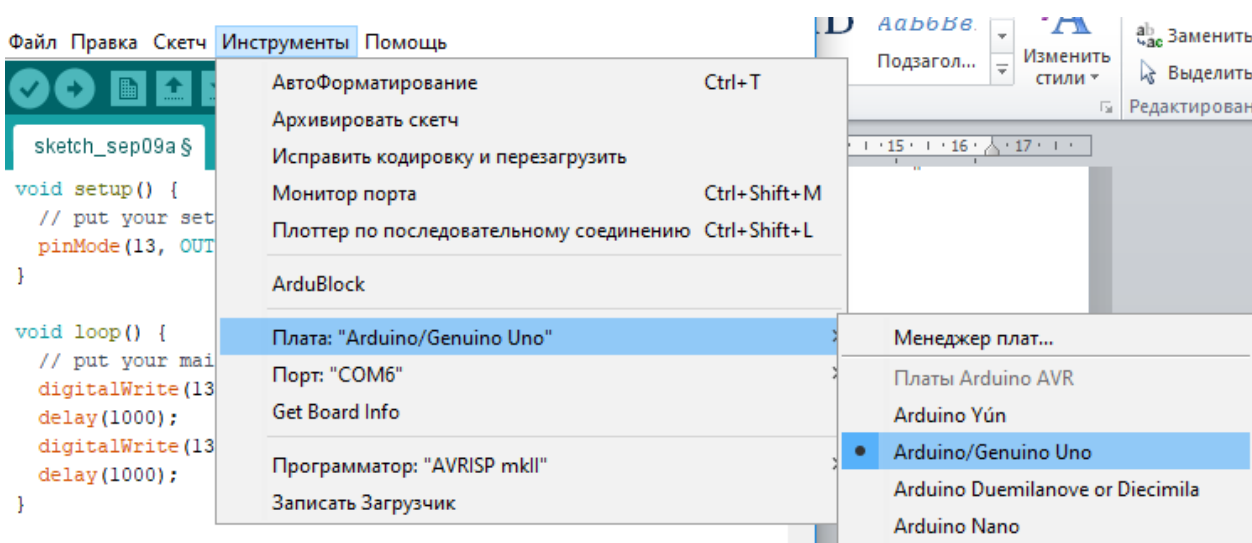 Файл Правка Скетч Инструменты Помощь
АвтоФорматирование Ctrl+T
Архивировать скетч
Исправить кодировку и перезагрузить
Монитор порта Ctrl+Shift+M
Плоттер по последовательному соединению Ctrl+Shift+L
ArduBlock
Плата: "Arduino/Genuino Uno"
Порт: "COM6"
Get Board Info
Программатор: "AVRISP mkII"
Записать Загрузчик
Менеджер плат...
Платы Arduino AVR
Arduino Yún
Arduino/Genuino Uno
Arduino Duemilanove or Diecimila
Arduino Nano
sketch_sep09a §
void setup() {
// put your set
pinMode(13, OUT
}
void loop() {
// put your mai
digitalWrite(13
delay(1000);
digitalWrite(13
delay(1000);
}
АаБбВв.
Подзагол...
Изменить
стили
Заменить
Выделить
Редактирован
15 16 17